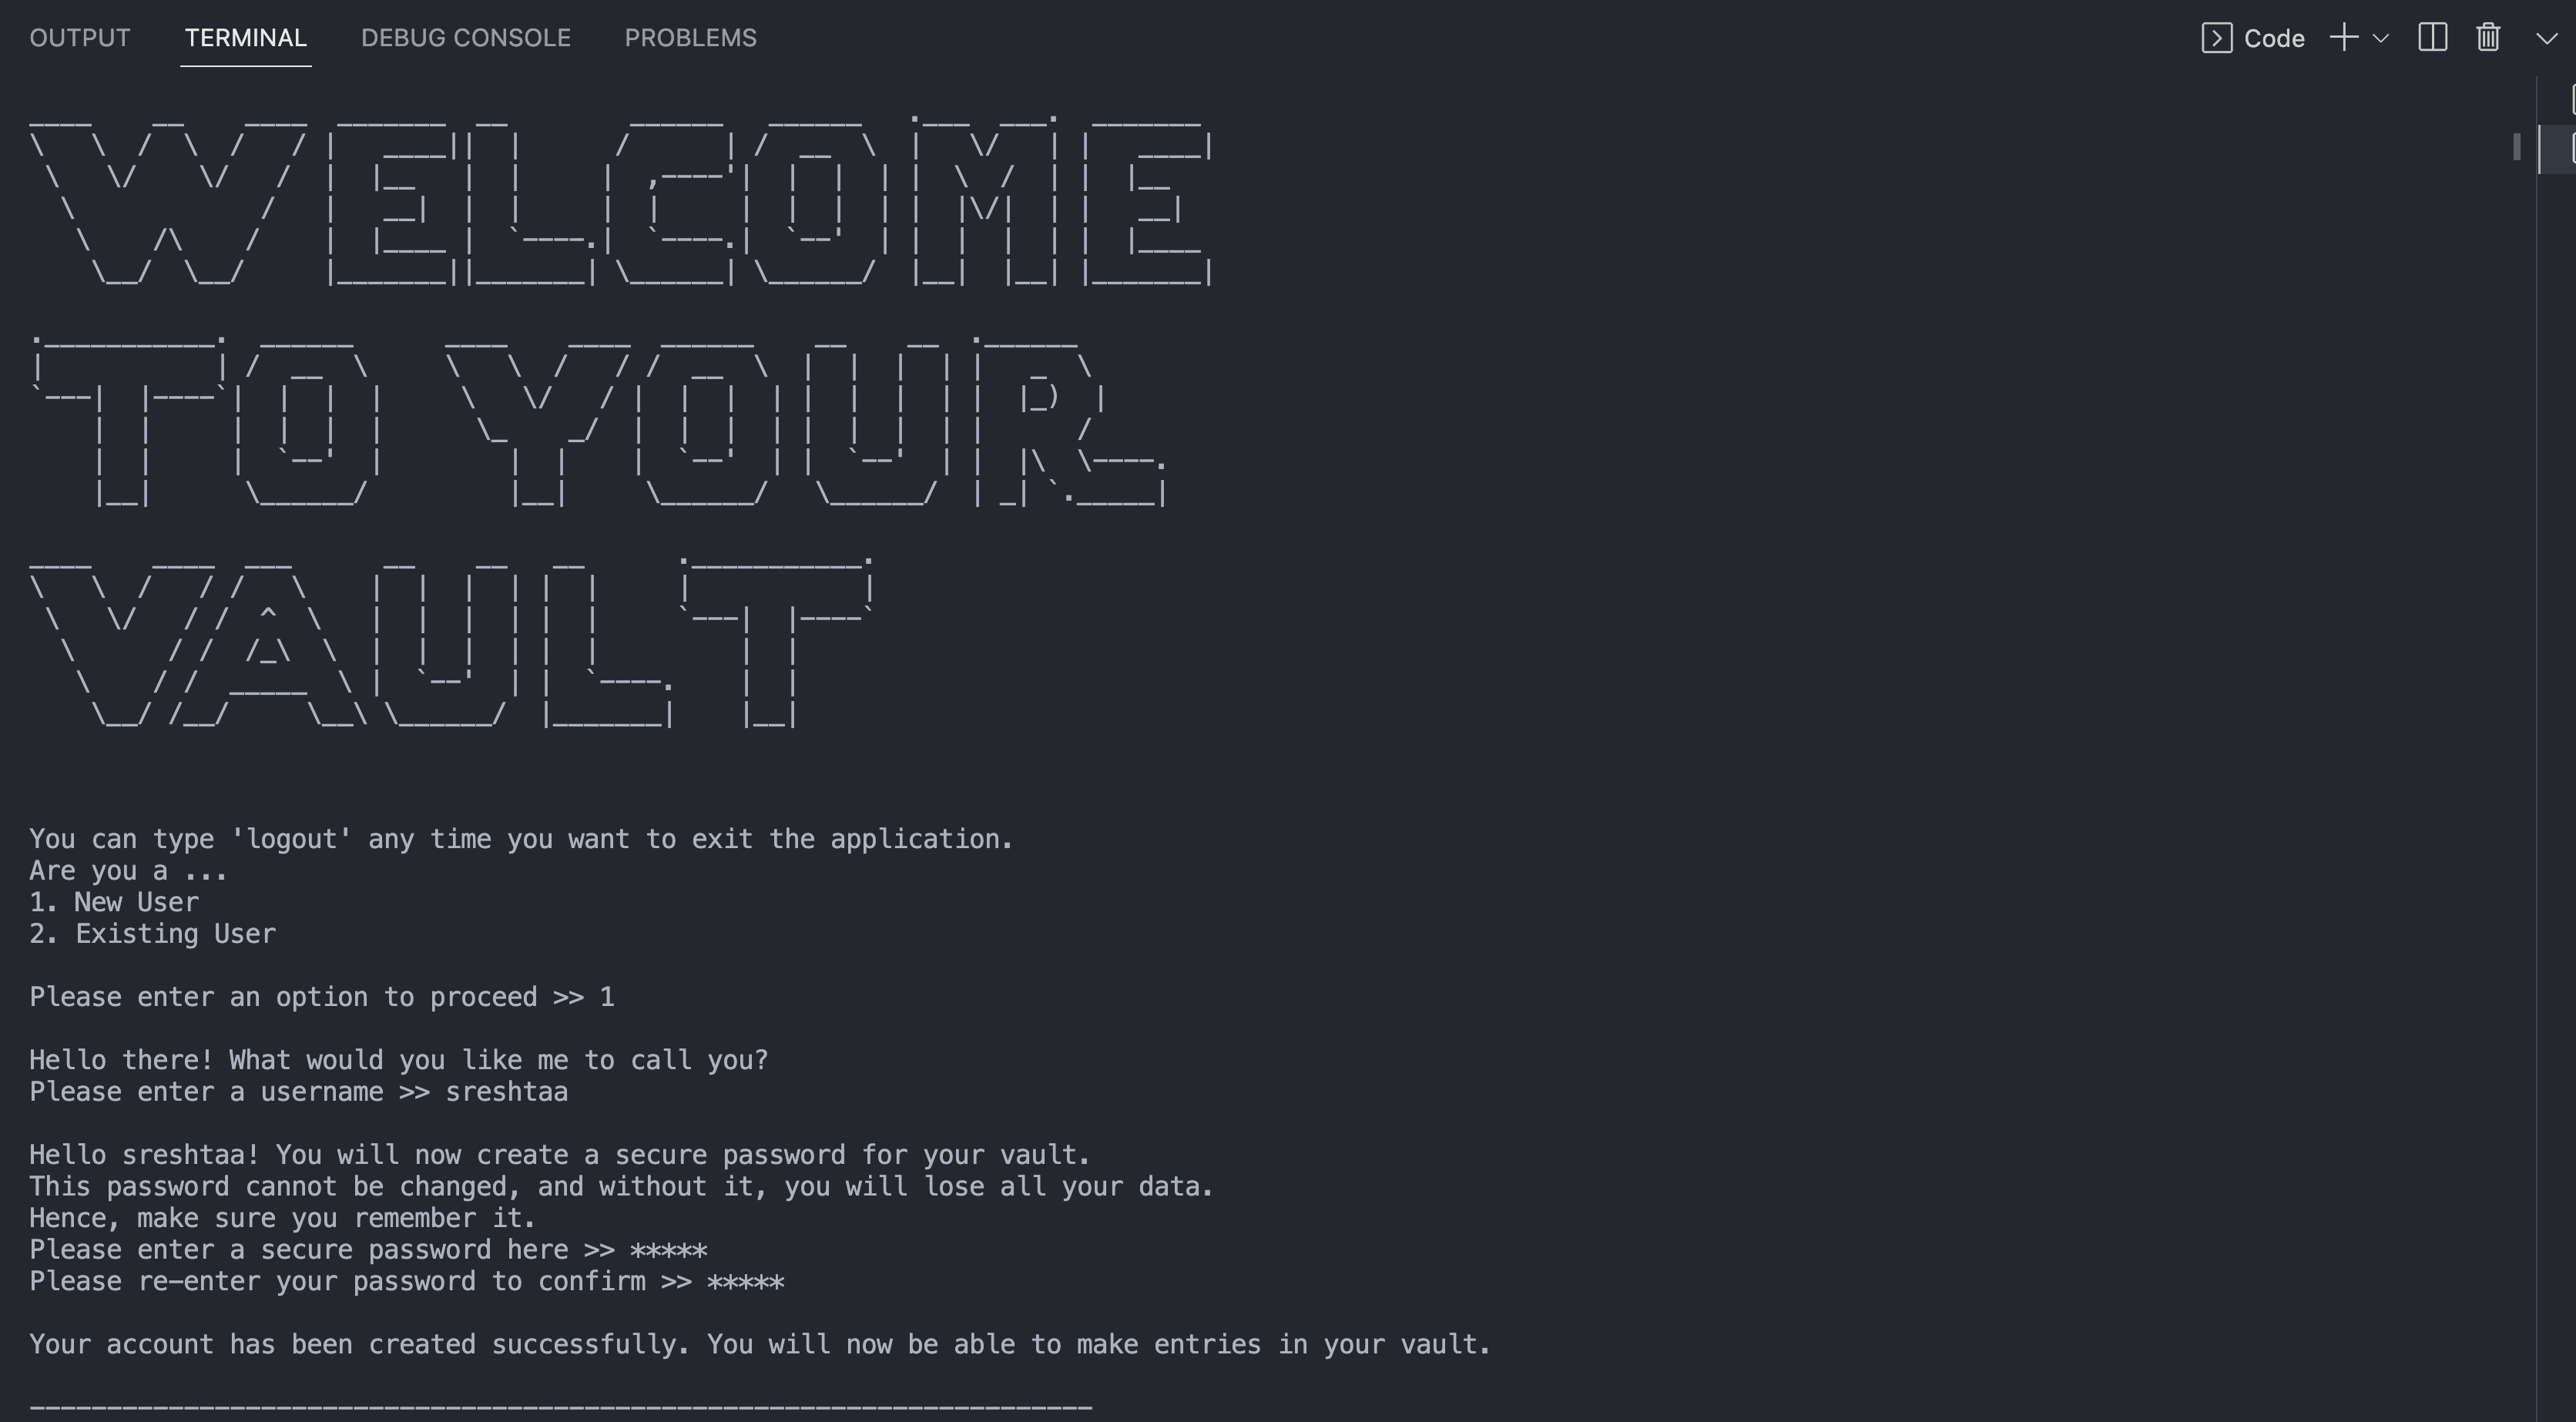 OUTPUT TERMINAL DEBUG CONSOLE PROBLEMS Code
WELCOME
TO YOUR
VAULT
You can type 'logout' any time you want to exit the application.
Are you a ...
1. New User
2. Existing User
Please enter an option to proceed >> 1
Hello there! What would you like me to call you?
Please enter a username >> sreshtaa
Hello sreshtaa! You will now create a secure password for your vault.
This password cannot be changed, and without it, you will lose all your data.
Hence, make sure you remember it.
Please enter a secure password here >> *****
Please re-enter your password to confirm >> *****
Your account has been created successfully. You will now be able to make entries in your vault.
---------------------------------------------------------------------